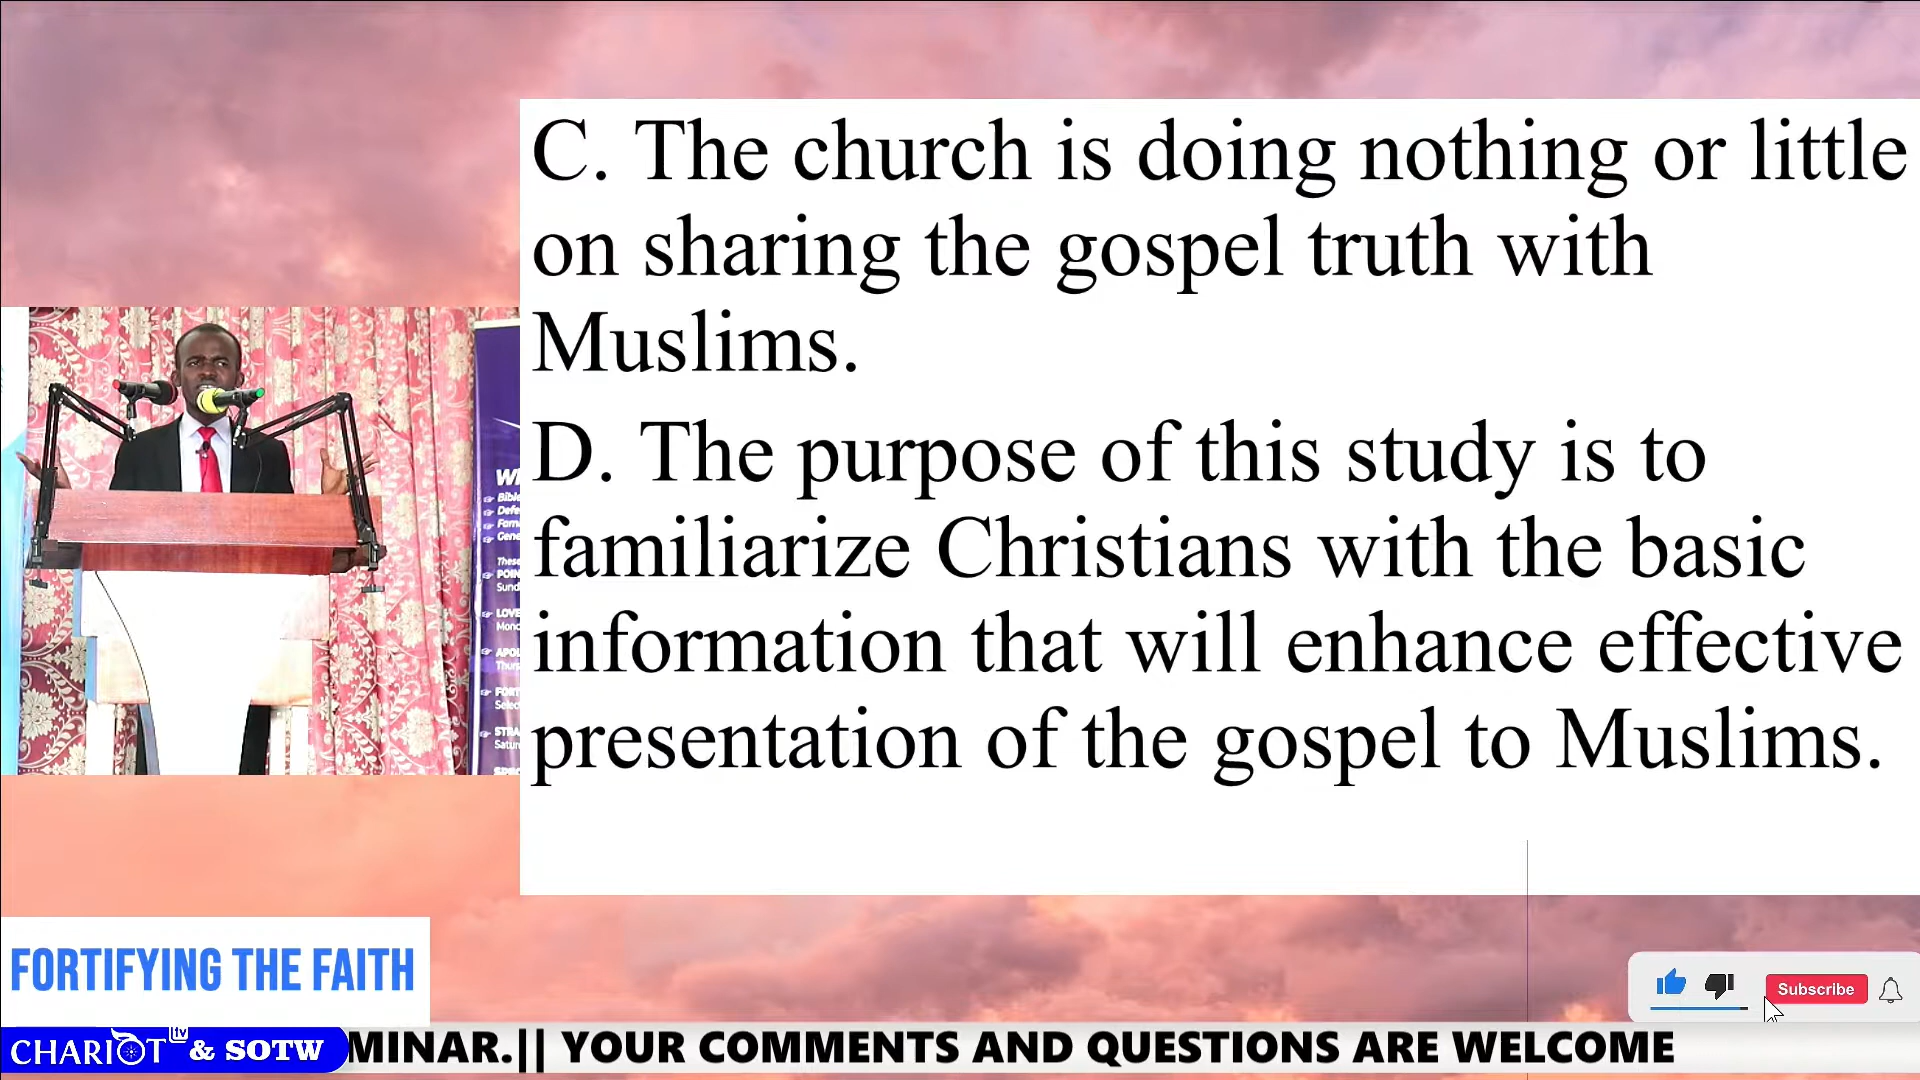 C. The church is doing nothing or little
on sharing the gospel truth with
Muslims.
D. The purpose of this study is to
familiarize Christians with the basic
information that will enhance effective
presentation of the gospel to Muslims.
FORTIFYING THE FAITH
Subscribe
CHARIOT tv & SOTW
MINAR.|| YOUR COMMENTS AND QUESTIONS ARE WELCOME